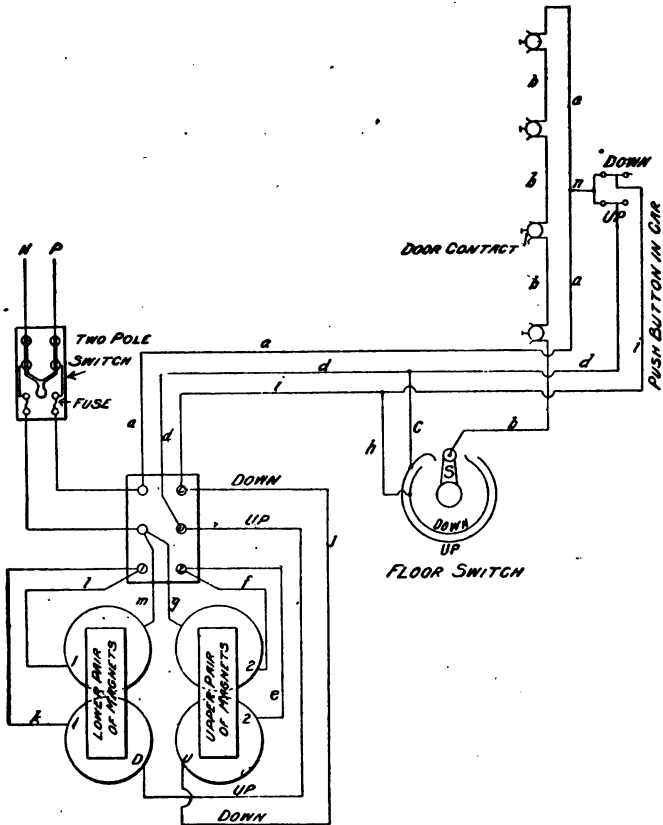 b
a
b
n
DOWN
UP
DOOR CONTACT
b
a
PUSH BUTTON IN CAR
N P
TWO POLE
SWITCH
FUSE
a
d
d
i
i
a
d
h
c
b
S
DOWN
UP
FLOOR SWITCH
DOWN
UP
J
l
m
g
f
1
2
LOWER PAIR
OF MAGNETS
UPPER PAIR
OF MAGNETS
k
1
2
e
D
U
UP
DOWN